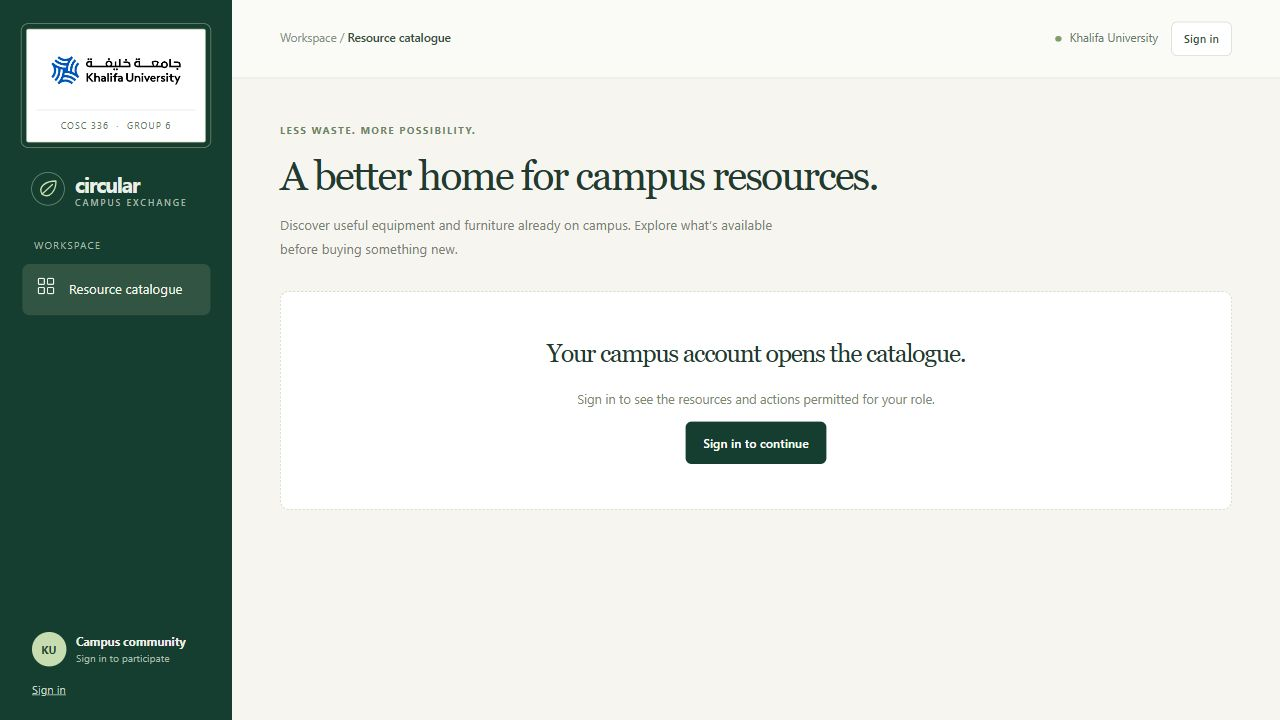 جامعة خليفة
Khalifa University
COSC 336 · GROUP 6
circular
CAMPUS EXCHANGE
WORKSPACE
Resource catalogue
KU
Campus community
Sign in to participate
Sign in
Workspace / Resource catalogue
Khalifa University
Sign in
LESS WASTE. MORE POSSIBILITY.
A better home for campus resources.
Discover useful equipment and furniture already on campus. Explore what's available
before buying something new.
Your campus account opens the catalogue.
Sign in to see the resources and actions permitted for your role.
Sign in to continue